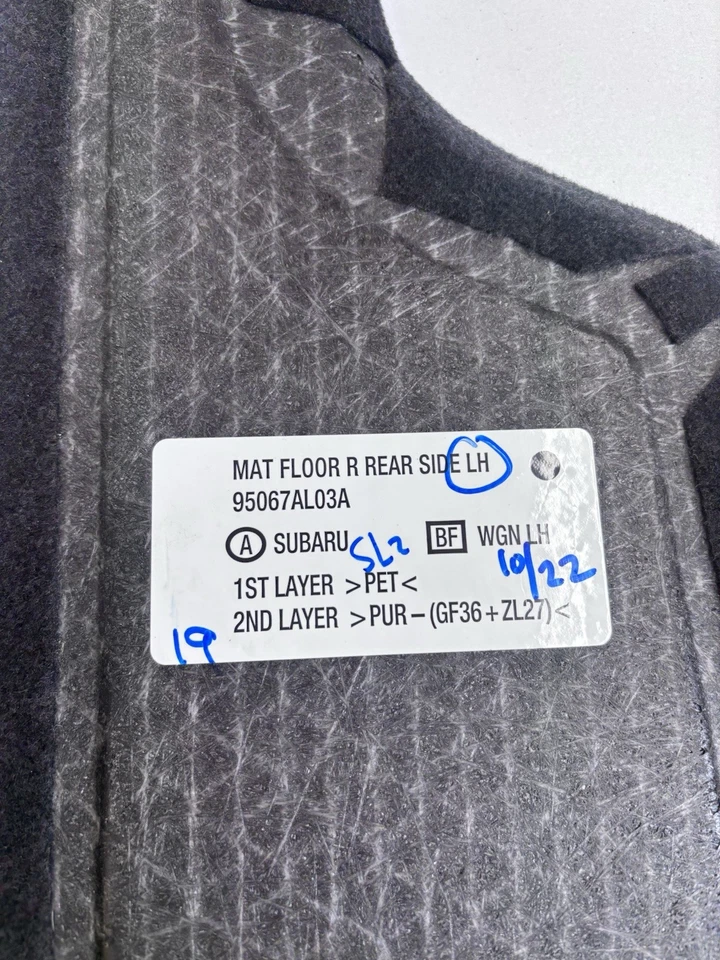 MAT FLOOR R REAR SIDE LH
95067AL03A
A SUBARU SL2 BF WGN LH
10/22
1ST LAYER >PET<
2ND LAYER >PUR-(GF36+ZL27)<
19